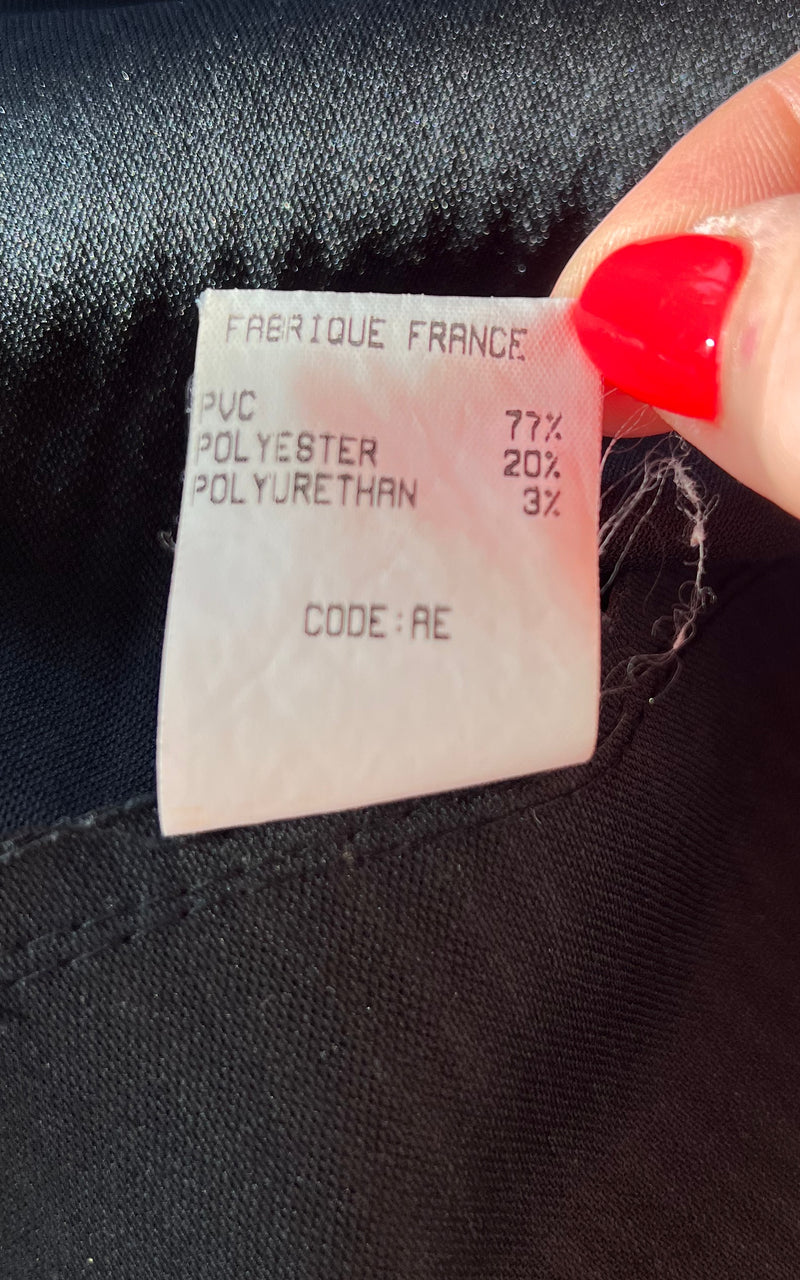 FABRIQUE FRANCE
PVC 77%
POLYESTER 20%
POLYURETHAN 3%
CODE:AE